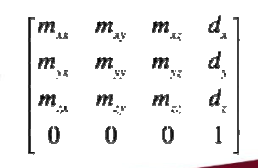 m_xx m_xy m_xz d_x
m_yx m_yy m_yz d_y
m_zx m_zy m_zz d_z
0 0 0 1